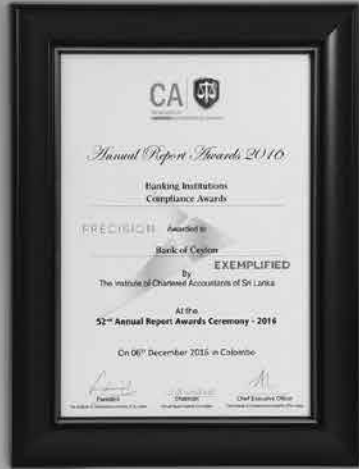 CA
Annual Report Awards 2016
Banking Institutions
Compliance Awards
PRECISION Awarded to
Bank of Ceylon
EXEMPLIFIED
By
The Institute of Chartered Accountants of Sri Lanka
At the
52nd Annual Report Awards Ceremony - 2016
On 06th December 2016 in Colombo
President Chairman Chief Executive Officer